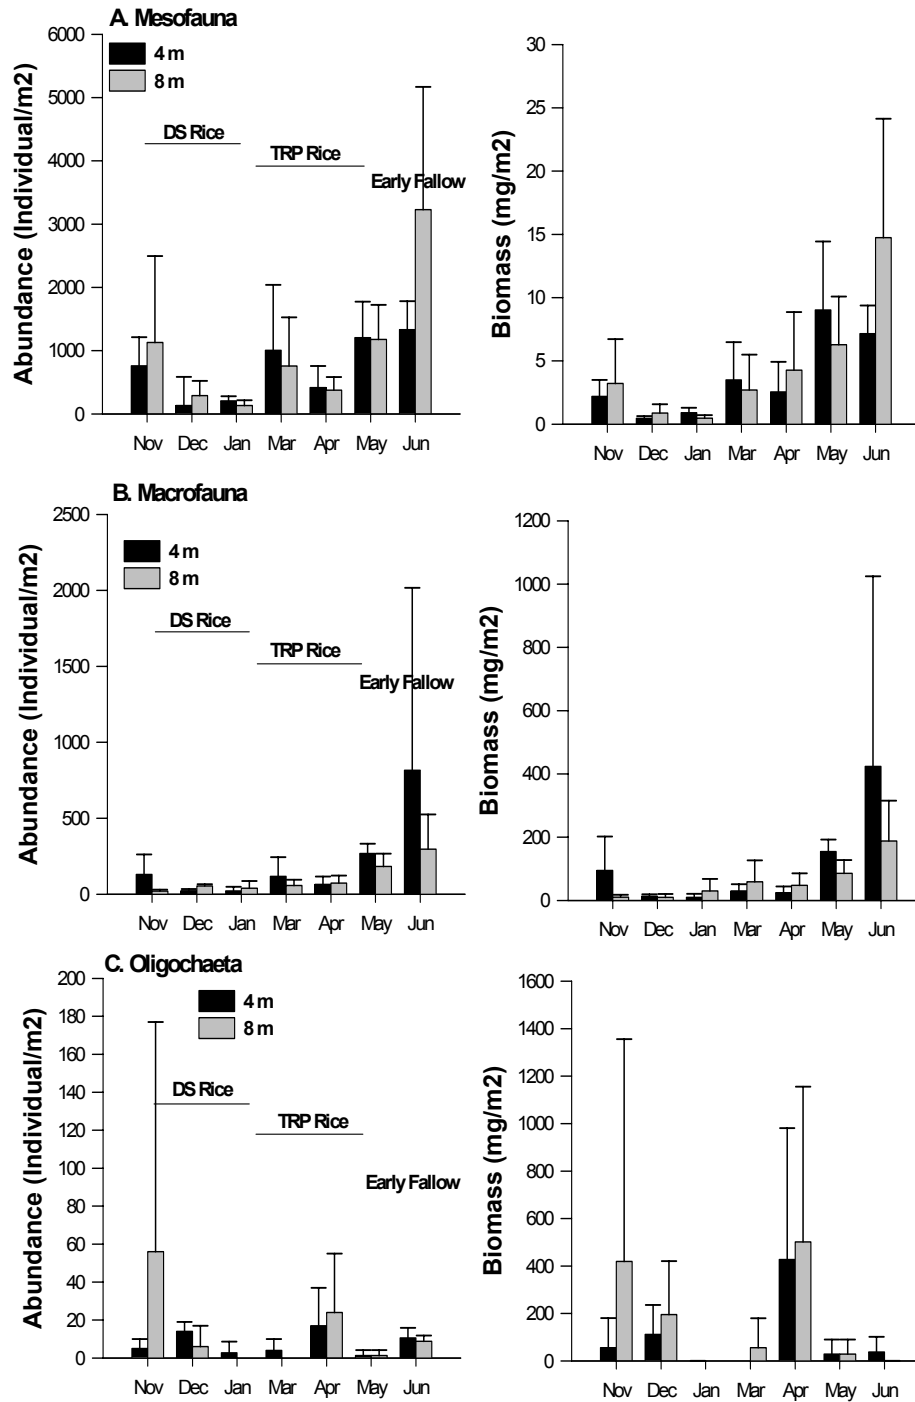 A. Mesofauna
Abundance (Individual/m2)
6000
5000
4000
3000
2000
1000
0
4 m
8 m
DS Rice
TRP Rice
Early Fallow
Nov Dec Jan Mar Apr May Jun
Biomass (mg/m2)
30
25
20
15
10
5
0
Nov Dec Jan Mar Apr May Jun
B. Macrofauna
Abundance (Individual/m2)
2500
2000
1500
1000
500
0
4 m
8 m
DS Rice
TRP Rice
Early Fallow
Nov Dec Jan Mar Apr May Jun
Biomass (mg/m2)
1200
1000
800
600
400
200
0
Nov Dec Jan Mar Apr May Jun
C. Oligochaeta
Abundance (Individual/m2)
200
180
160
140
120
100
80
60
40
20
0
4 m
8 m
DS Rice
TRP Rice
Early Fallow
Nov Dec Jan Mar Apr May Jun
Biomass (mg/m2)
1600
1400
1200
1000
800
600
400
200
0
Nov Dec Jan Mar Apr May Jun